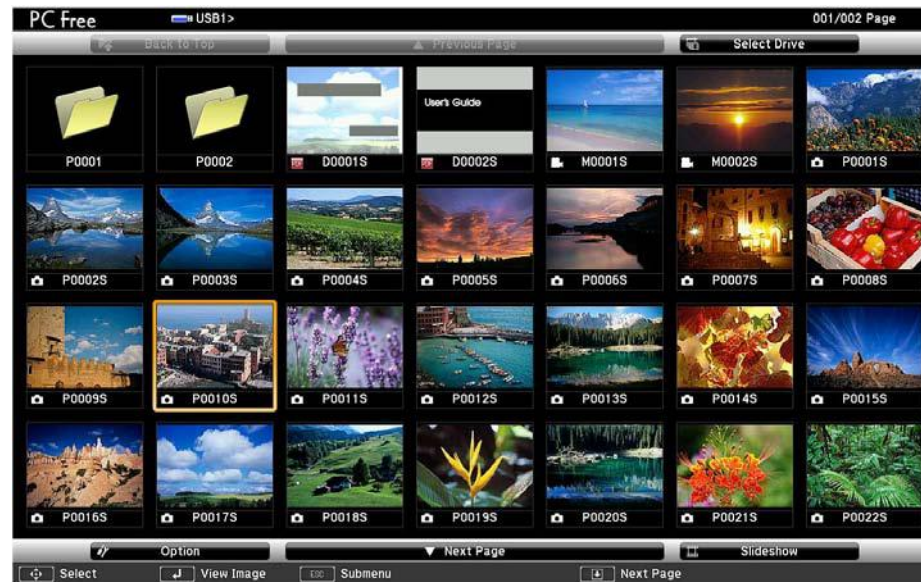 PC Free USB1> 001/002 Page
Back to Top Previous Page Select Drive
User's Guide
P0001 P0002 D0001S D0002S M0001S M0002S P0001S
P0002S P0003S P0004S P0005S P0006S P0007S P0008S
P0009S P0010S P0011S P0012S P0013S P0014S P0015S
P0016S P0017S P0018S P0019S P0020S P0021S P0022S
Option Next Page Slideshow
Select View Image ESC Submenu Next Page